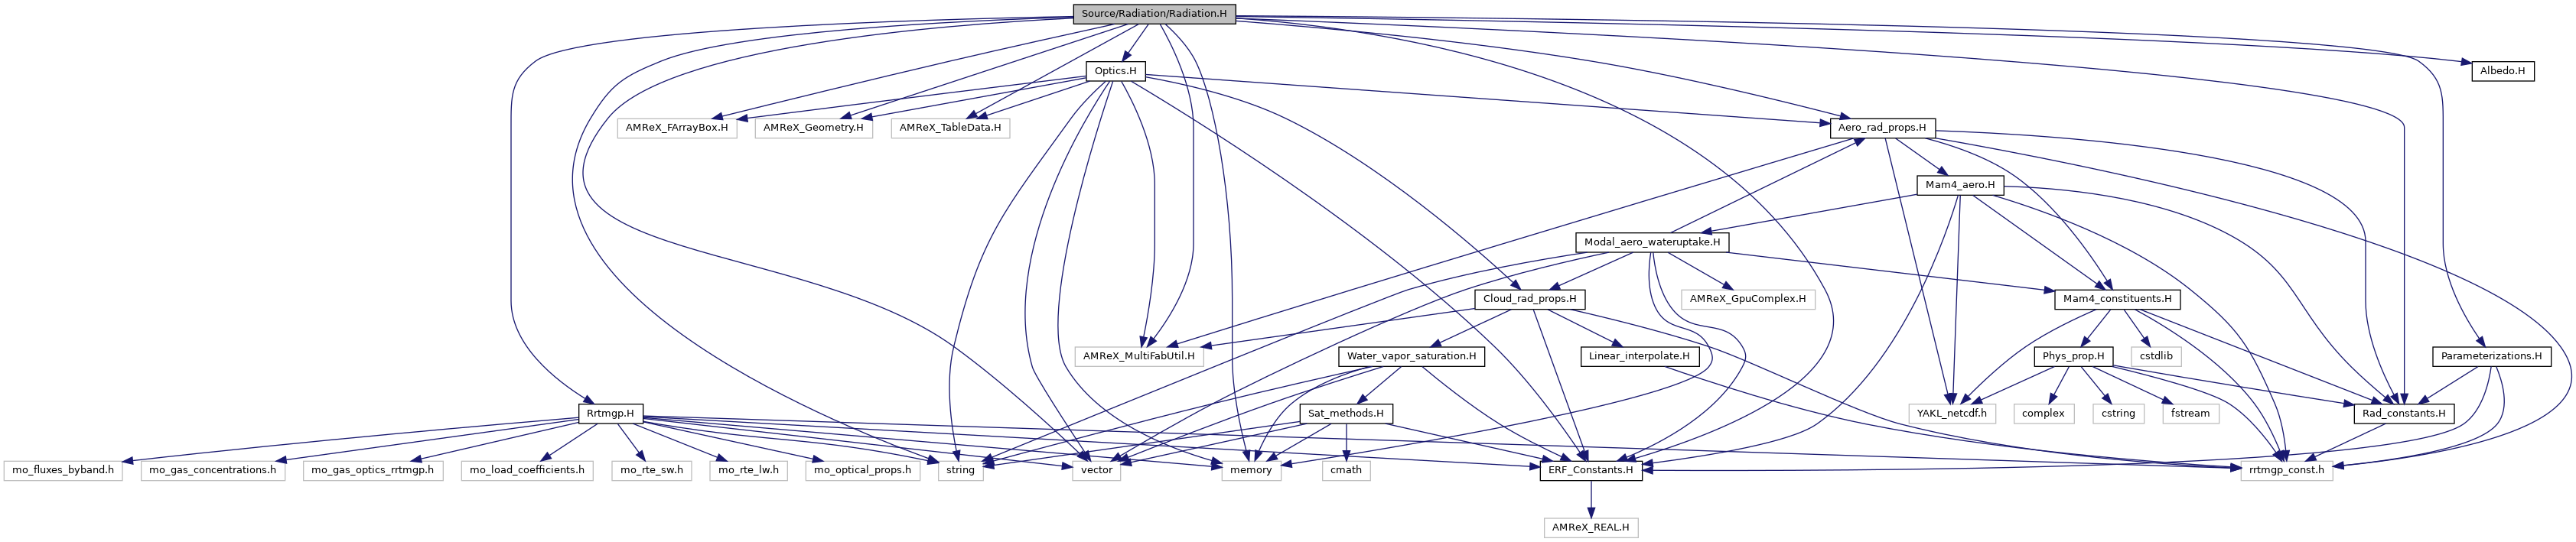 Source/Radiation/Radiation.H
Optics.H
Albedo.H
AMReX_FArrayBox.H
AMReX_Geometry.H
AMReX_TableData.H
Aero_rad_props.H
Mam4_aero.H
Modal_aero_wateruptake.H
Cloud_rad_props.H
AMReX_GpuComplex.H
Mam4_constituents.H
AMReX_MultiFabUtil.H
Water_vapor_saturation.H
Linear_interpolate.H
Phys_prop.H
cstdlib
Parameterizations.H
Rrtmgp.H
Sat_methods.H
YAKL_netcdf.h
complex
cstring
fstream
Rad_constants.H
mo_fluxes_byband.h
mo_gas_concentrations.h
mo_gas_optics_rrtmgp.h
mo_load_coefficients.h
mo_rte_sw.h
mo_rte_lw.h
mo_optical_props.h
string
vector
memory
cmath
ERF_Constants.H
rrtmgp_const.h
AMReX_REAL.H